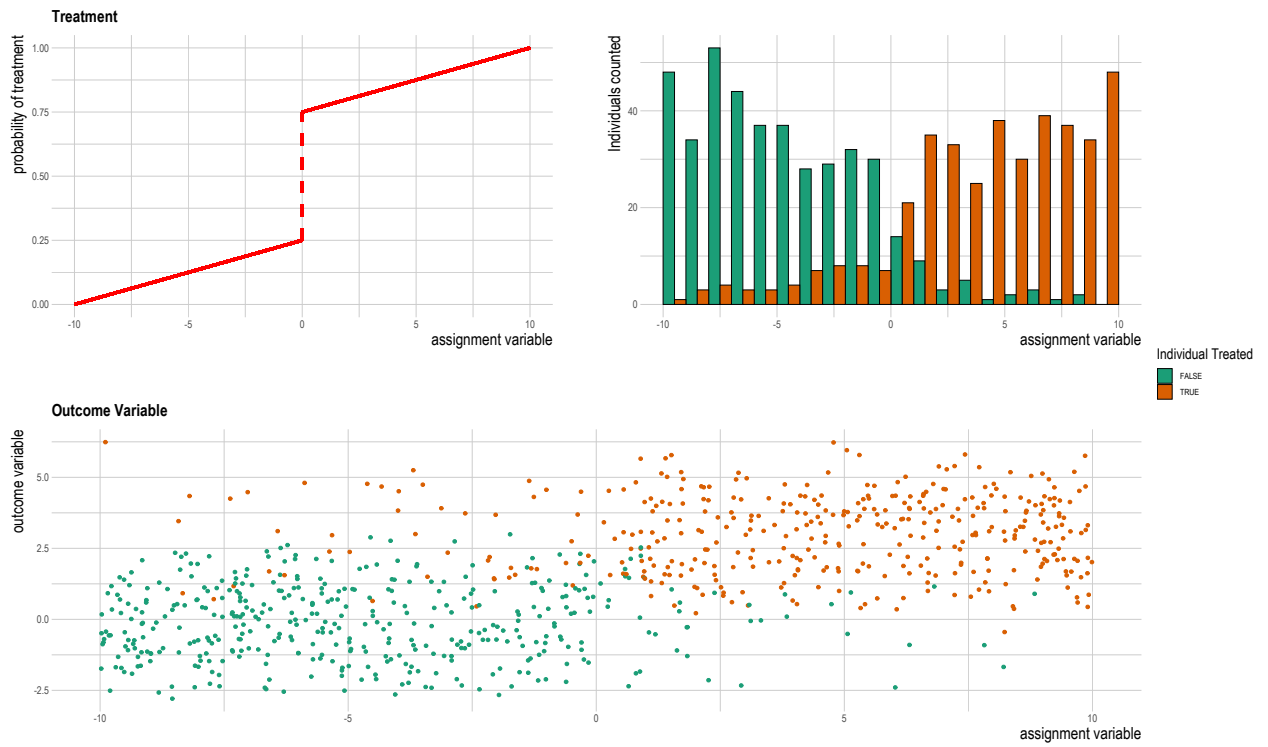 Treatment
probability of treatment
1.00
0.75
0.50
0.25
0.00
-10
-5
0
5
10
assignment variable
Individuals counted
40
20
0
-10
-5
0
5
10
assignment variable
Individual Treated
FALSE
TRUE
Outcome Variable
outcome variable
5.0
2.5
0.0
-2.5
-10
-5
0
5
10
assignment variable